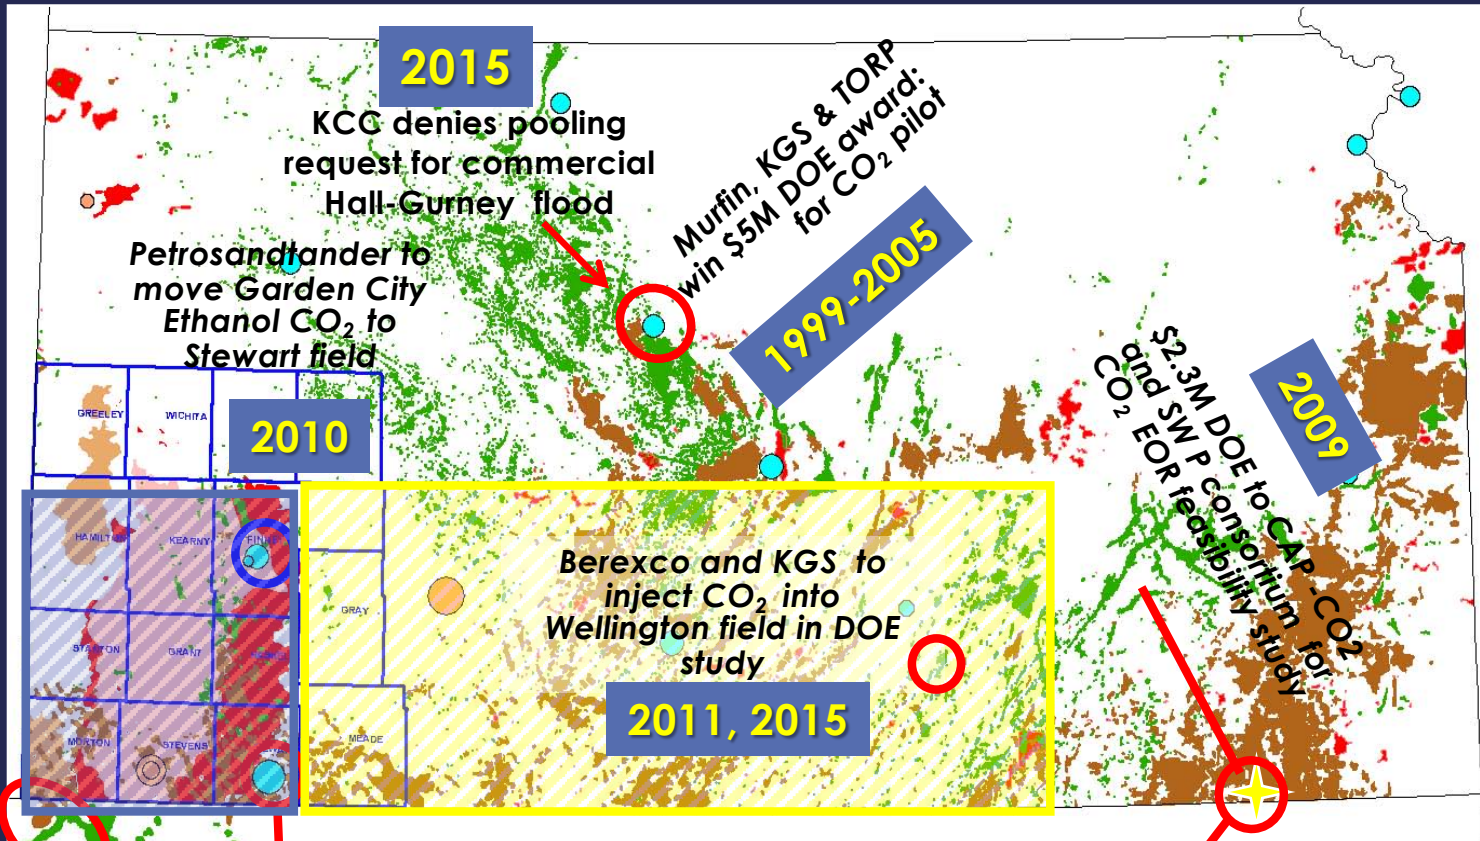 2015
KCC denies pooling
request for commercial
Hall-Gurney flood
Murfin, KGS & TORP
win $5M DOE award:
for CO₂ pilot
1999-2005
Petrosandtander to
move Garden City
Ethanol CO₂ to
Stewart field
2010
$2.3M DOE to CAP-CO2
and SW P consortium for
CO₂ EOR feasibility study
2009
GREELEY
WICHITA
HAMILTON
KEARNY
GRAY
STANTON
GRANT
MORTON
STEVENS
MEADE
Berexco and KGS to
inject CO₂ into
Wellington field in DOE
study
2011, 2015